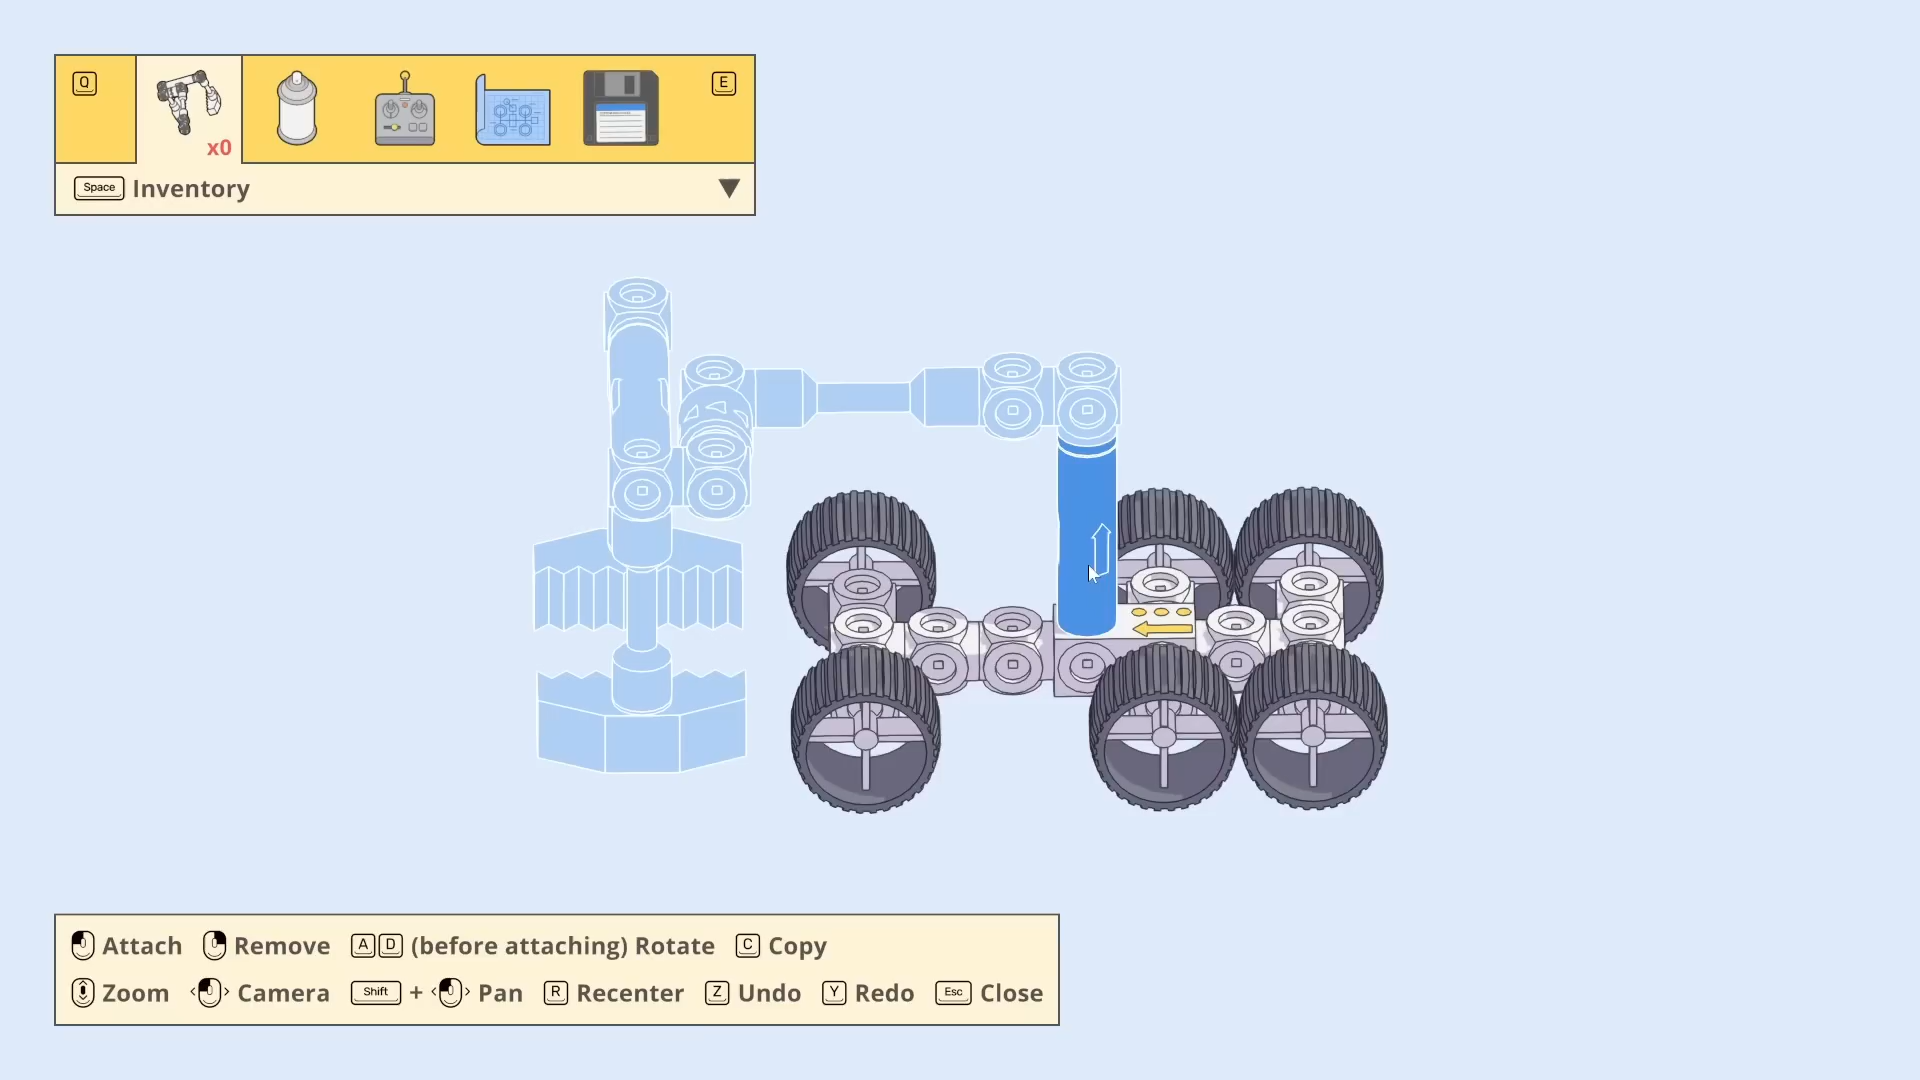 Q
E
x0
Space Inventory
Attach Remove A D (before attaching) Rotate C Copy
Zoom Camera Shift + Pan R Recenter Z Undo Y Redo Esc Close